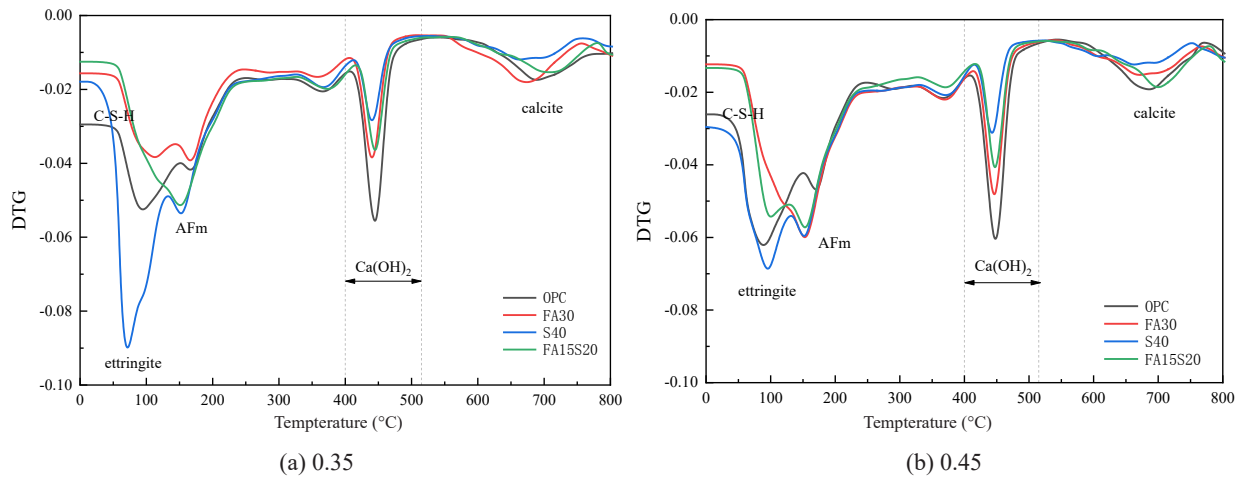 0.00
-0.02
-0.04
-0.06
-0.08
-0.10
DTG
C-S-H
AFm
ettringite
Ca(OH)2
calcite
OPC
FA30
S40
FA15S20
0 100 200 300 400 500 600 700 800
Tempterature (°C)
(a) 0.35
0.00
-0.02
-0.04
-0.06
-0.08
-0.10
DTG
C-S-H
AFm
ettringite
Ca(OH)2
calcite
OPC
FA30
S40
FA15S20
0 100 200 300 400 500 600 700 800
Tempterature (°C)
(b) 0.45